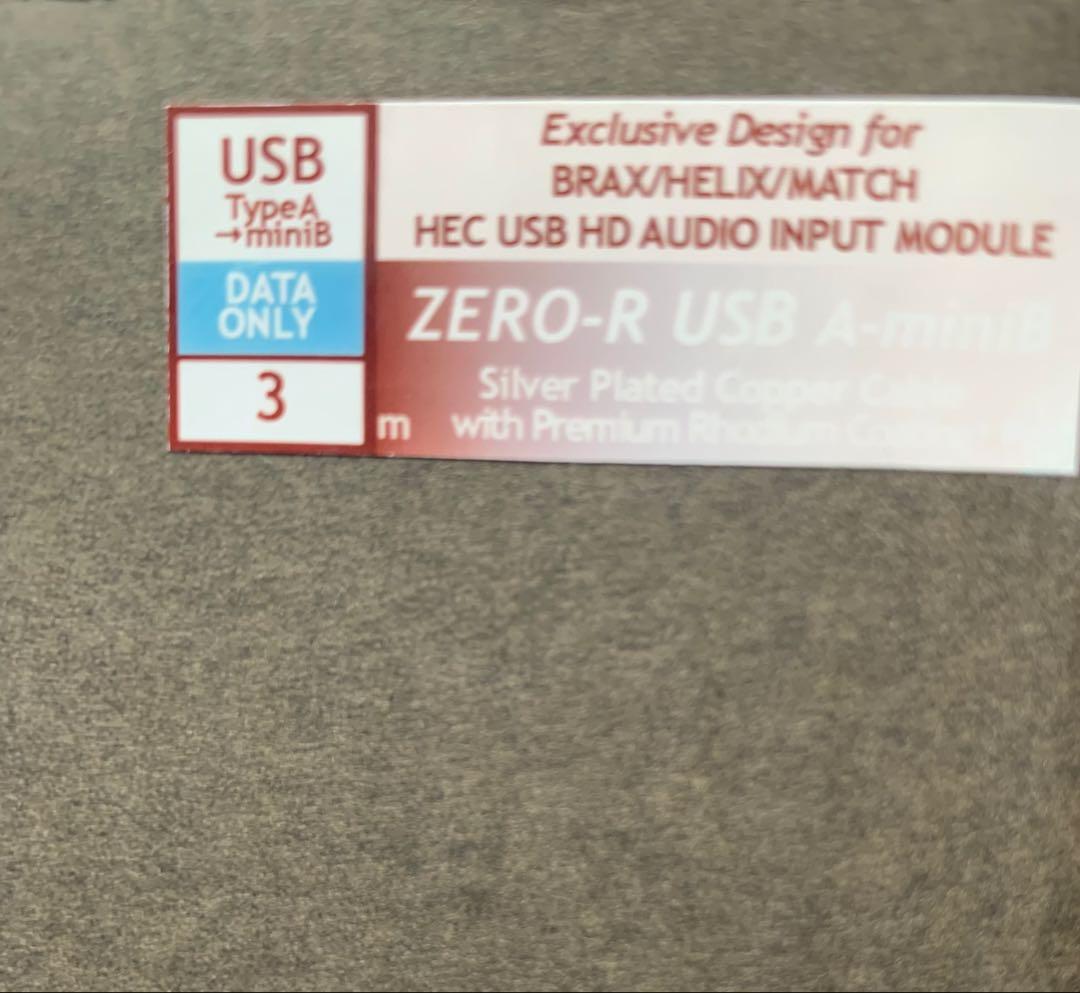 USB
TypeA
→miniB
DATA
ONLY
3
m
Exclusive Design for
BRAX/HELIX/MATCH
HEC USB HD AUDIO INPUT MODULE
ZERO-R USB A-miniB
Silver Plated Copper Cable
with Premium Rhodium